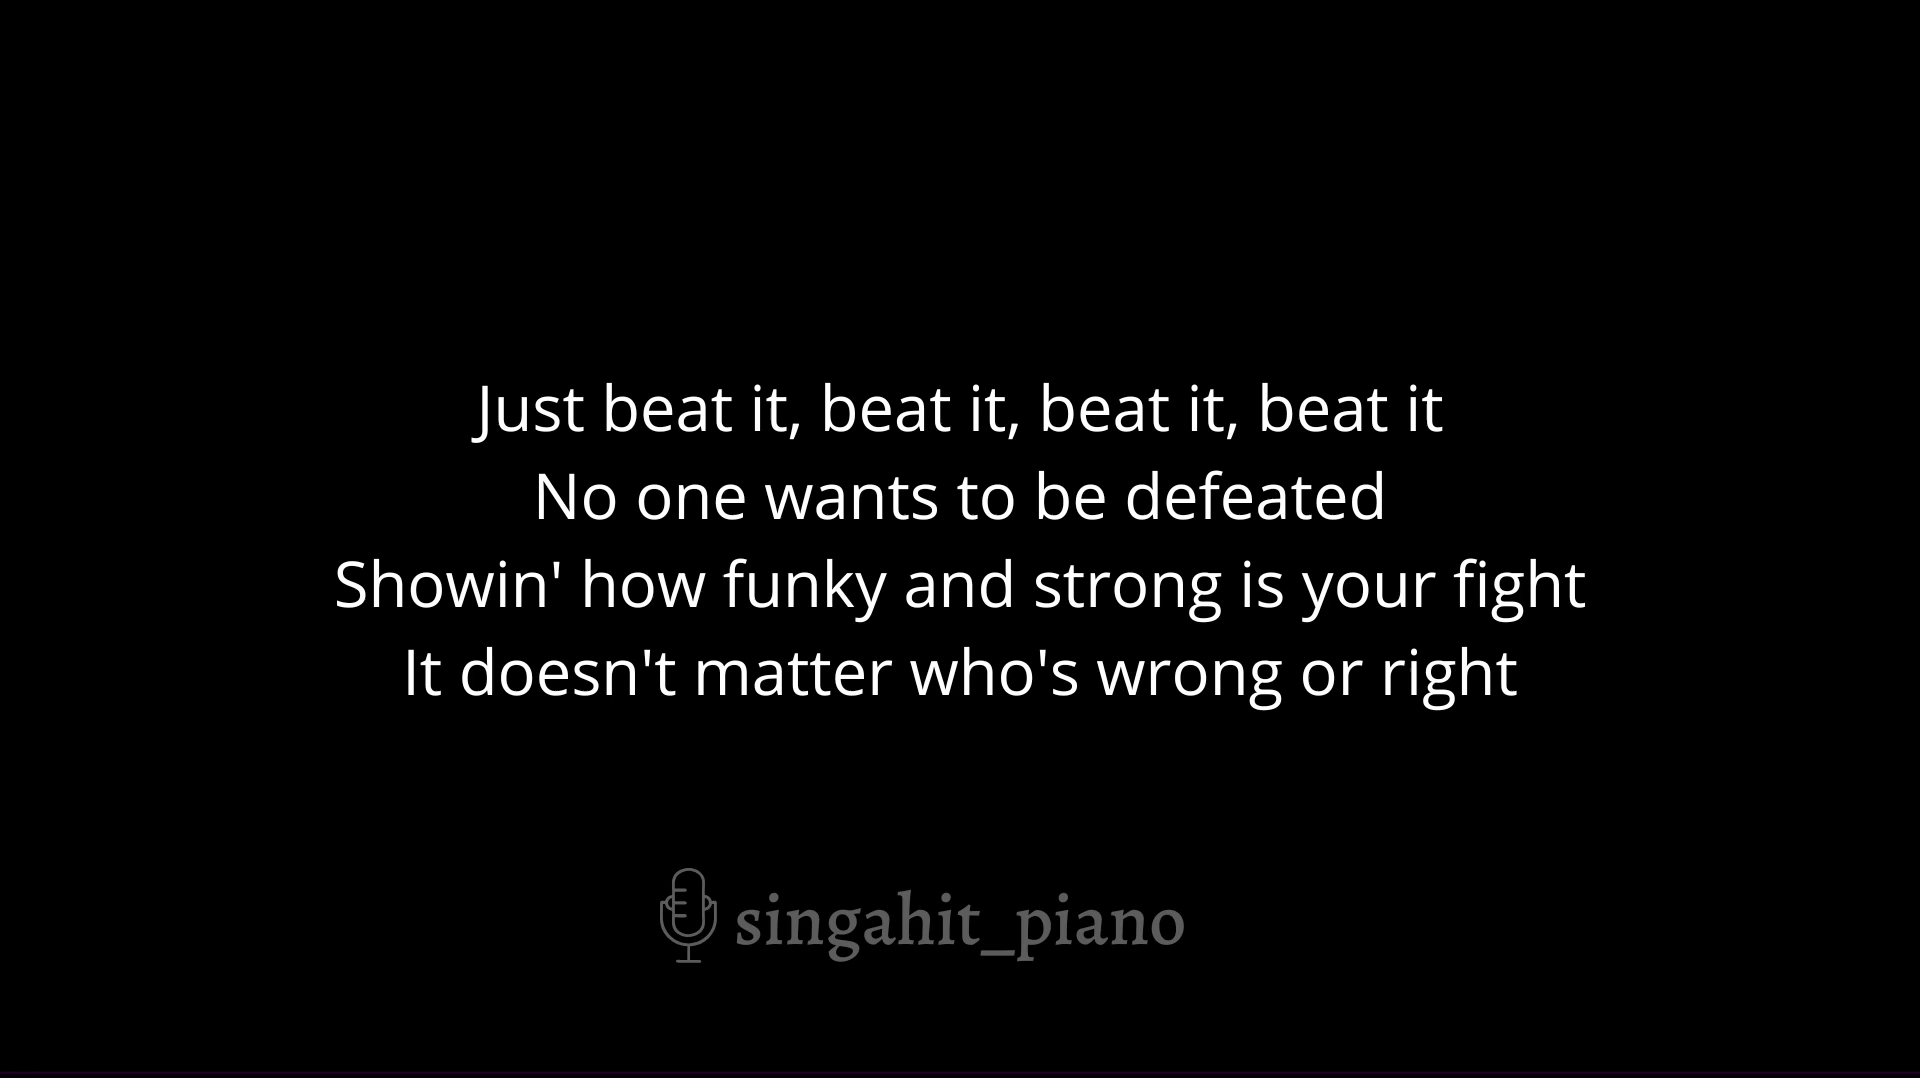 Just beat it, beat it, beat it, beat it
No one wants to be defeated
Showin' how funky and strong is your fight
It doesn't matter who's wrong or right
singahit_piano